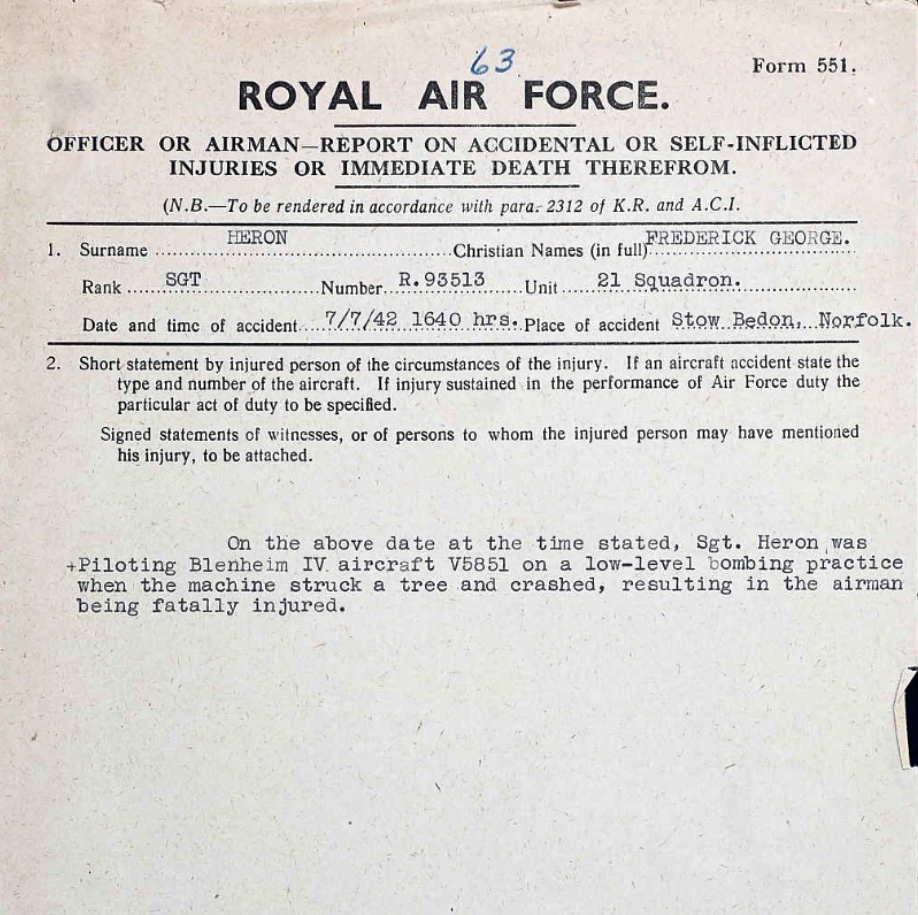 63
Form 551.
ROYAL AIR FORCE.
OFFICER OR AIRMAN—REPORT ON ACCIDENTAL OR SELF-INFLICTED
INJURIES OR IMMEDIATE DEATH THEREFROM.
(N.B.—To be rendered in accordance with para. 2312 of K.R. and A.C.I.
1. Surname HERON Christian Names (in full) FREDERICK GEORGE.
Rank SGT Number R.93513 Unit 21 Squadron.
Date and time of accident 7/7/42 1640 hrs. Place of accident Stow Bedon, Norfolk.
2. Short statement by injured person of the circumstances of the injury. If an aircraft accident state the
type and number of the aircraft. If injury sustained in the performance of Air Force duty the
particular act of duty to be specified.
Signed statements of witnesses, or of persons to whom the injured person may have mentioned
his injury, to be attached.
On the above date at the time stated, Sgt. Heron was
+Piloting Blenheim IV aircraft V5851 on a low-level bombing practice
when the machine struck a tree and crashed, resulting in the airman
being fatally injured.